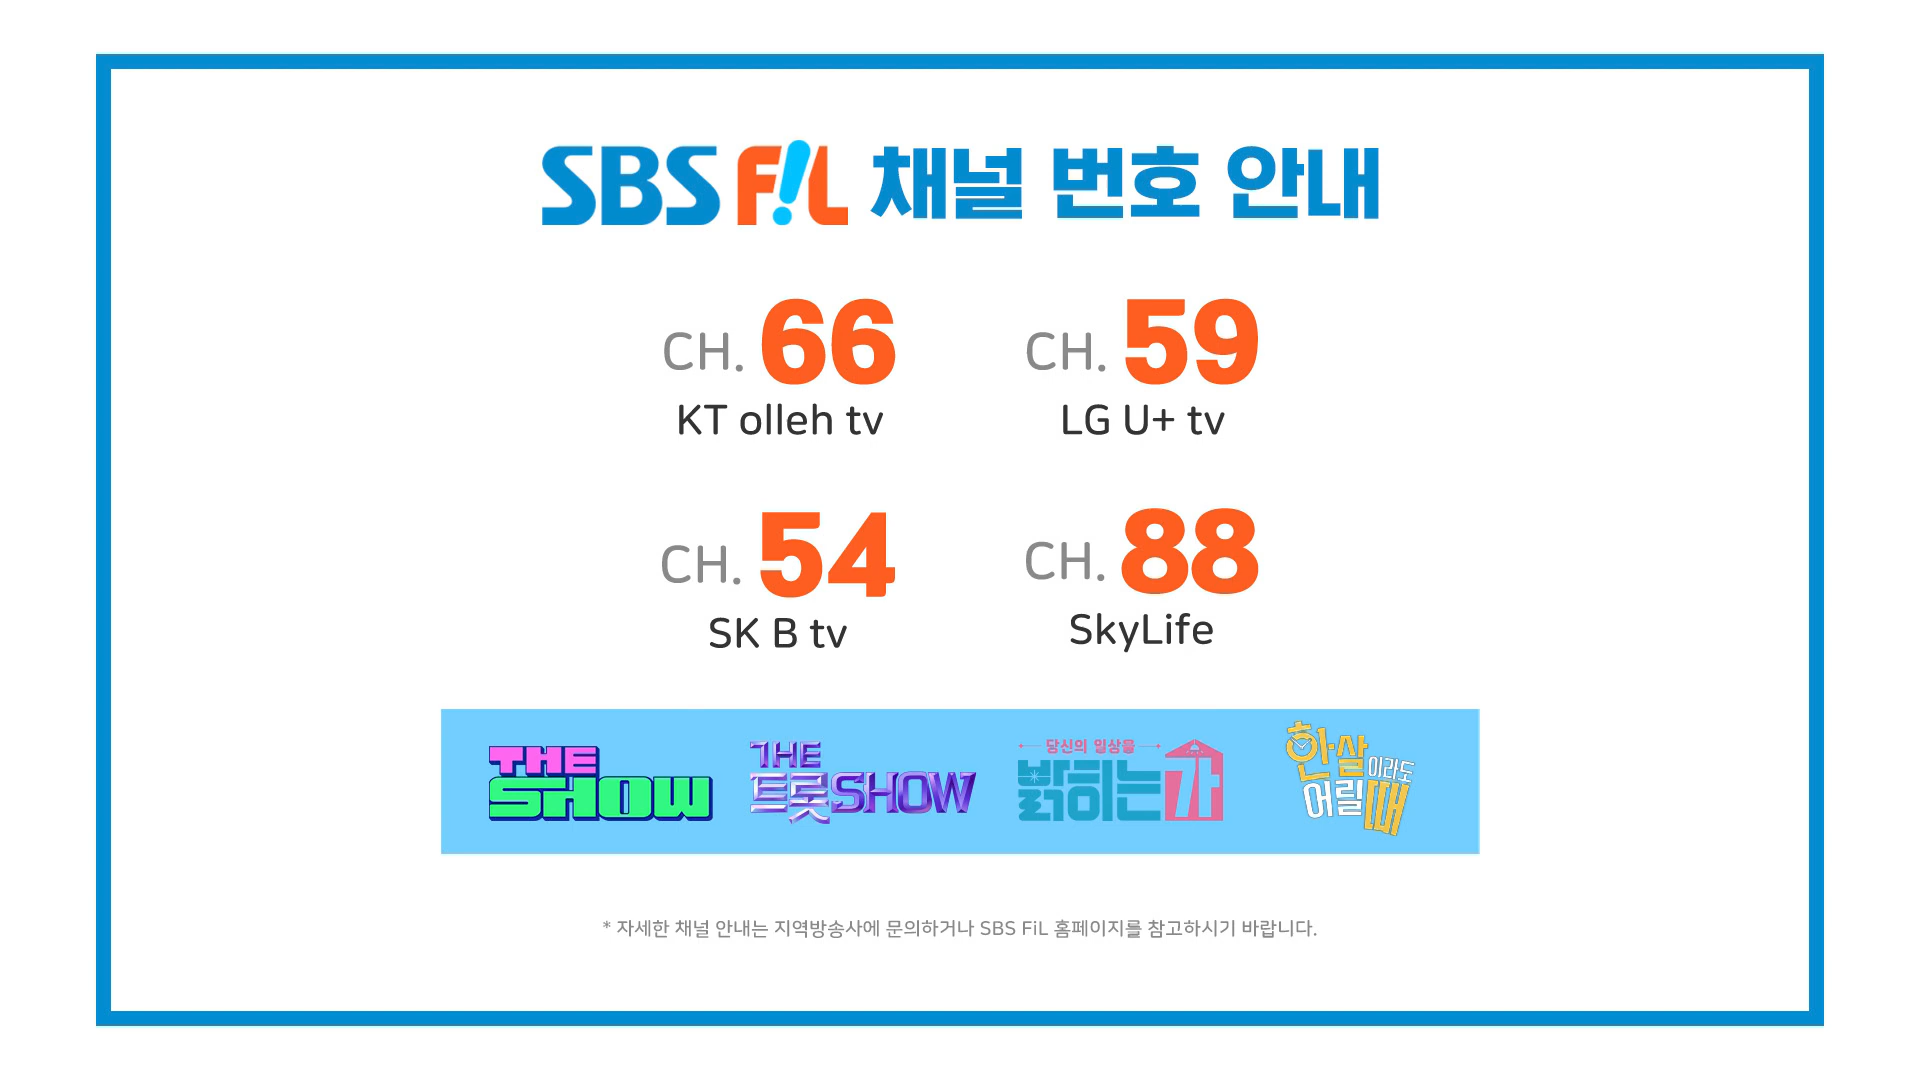 SBS F!L 채널 번호 안내
CH. 66
KT olleh tv
CH. 59
LG U+ tv
CH. 54
SK B tv
CH. 88
SkyLife
THE
SHOW
THE
트롯SHOW
당신의 일상을
밝히는가
한살이라도
어릴때
* 자세한 채널 안내는 지역방송사에 문의하거나 SBS FiL 홈페이지를 참고하시기 바랍니다.